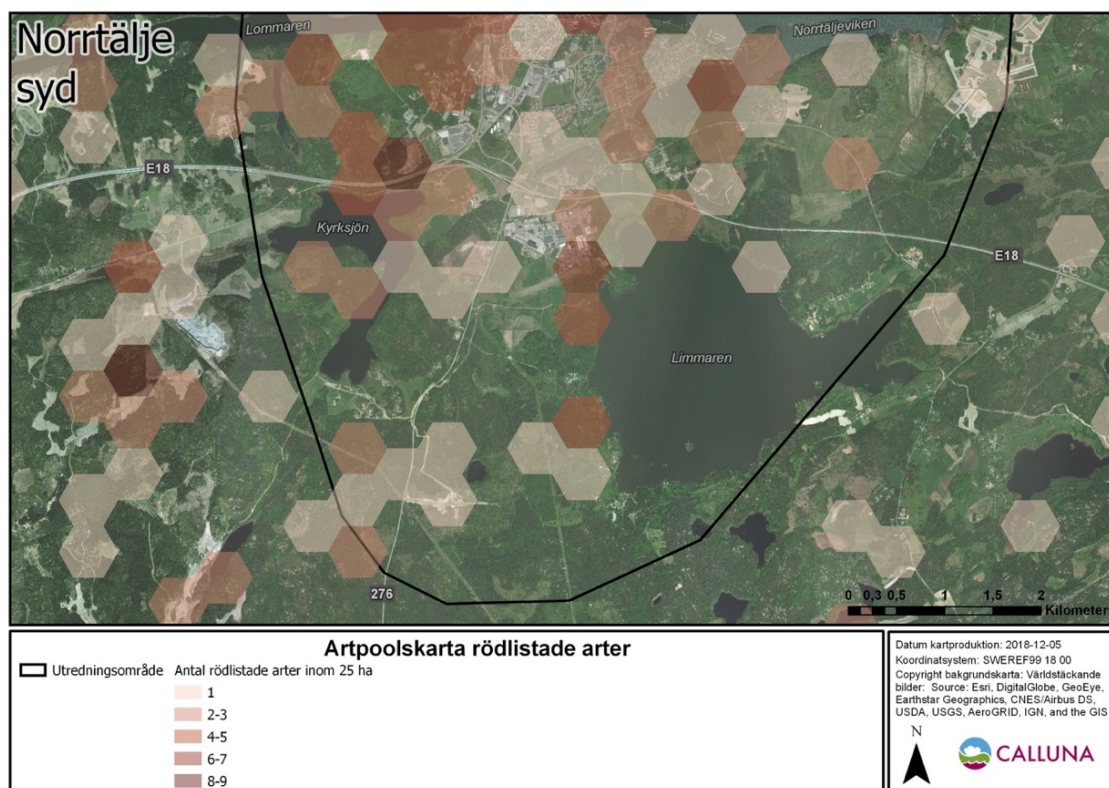 Norrtälje
syd
Lommaren
Norrtäljeviken
E18
Kyrksjön
E18
Limmaren
276
0 0,3 0,5 1 1,5 2
Kilometer
Artpoolskarta rödlistade arter
Utredningsområde Antal rödlistade arter inom 25 ha
1
2-3
4-5
6-7
8-9
Datum kartproduktion: 2018-12-05
Koordinatsystem: SWEREF99 18 00
Copyright bakgrundskarta: Världstäckande
bilder: Source: Esri, DigitalGlobe, GeoEye,
Earthstar Geographics, CNES/Airbus DS,
USDA, USGS, AeroGRID, IGN, and the GIS
N
CALLUNA